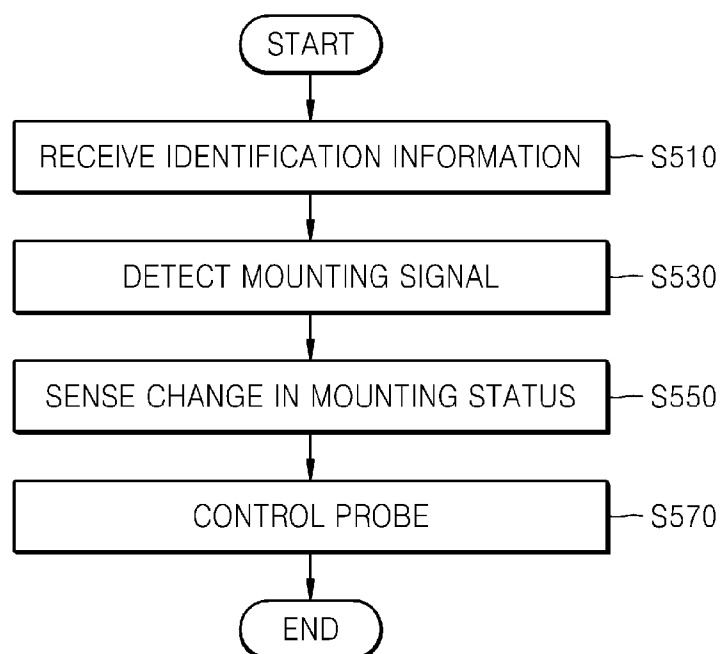 START
RECEIVE IDENTIFICATION INFORMATION S510
DETECT MOUNTING SIGNAL S530
SENSE CHANGE IN MOUNTING STATUS S550
CONTROL PROBE S570
END